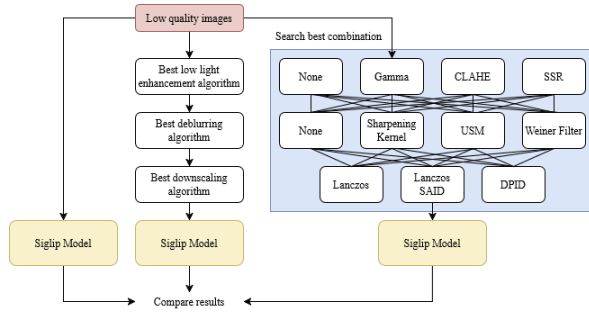 Low quality images
Search best combination
Best low light
enhancement algorithm
None
Gamma
CLAHE
SSR
Best deblurring
algorithm
None
Sharpening
Kernel
USM
Weiner Filter
Best downscaling
algorithm
Lanczos
Lanczos
SAID
DPID
Siglip Model
Siglip Model
Siglip Model
Compare results